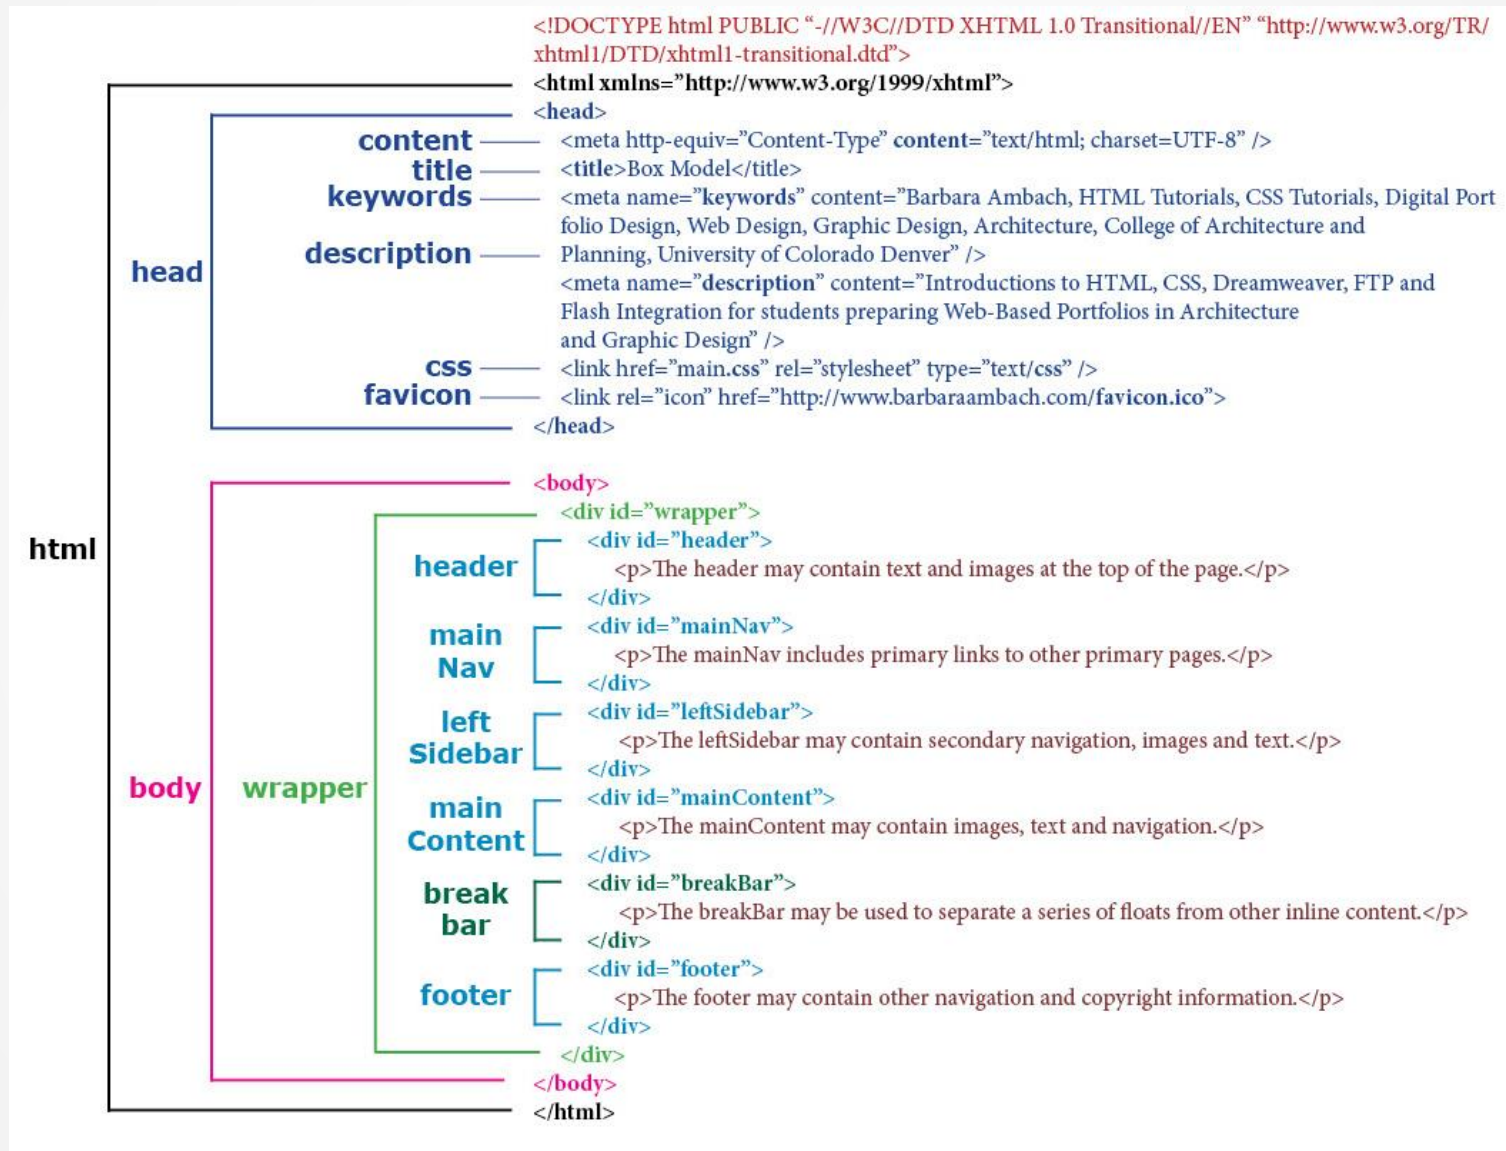 <!DOCTYPE html PUBLIC “-//W3C//DTD XHTML 1.0 Transitional//EN” “http://www.w3.org/TR/
xhtml1/DTD/xhtml1-transitional.dtd”>
<html xmlns=”http://www.w3.org/1999/xhtml”>
<head>
content <meta http-equiv=”Content-Type” content=”text/html; charset=UTF-8” />
title <title>Box Model</title>
keywords <meta name=”keywords” content=”Barbara Ambach, HTML Tutorials, CSS Tutorials, Digital Port
folio Design, Web Design, Graphic Design, Architecture, College of Architecture and
description Planning, University of Colorado Denver” />
head
<meta name=”description” content=”Introductions to HTML, CSS, Dreamweaver, FTP and
Flash Integration for students preparing Web-Based Portfolios in Architecture
and Graphic Design” />
css <link href=”main.css” rel=”stylesheet” type=”text/css” />
favicon <link rel=”icon” href=”http://www.barbaraambach.com/favicon.ico”>
</head>
<body>
<div id=”wrapper”>
html
<div id=”header”>
header <p>The header may contain text and images at the top of the page.</p>
</div>
<div id=”mainNav”>
main
Nav
<p>The mainNav includes primary links to other primary pages.</p>
</div>
<div id=”leftSidebar”>
left
Sidebar
<p>The leftSidebar may contain secondary navigation, images and text.</p>
</div>
body
wrapper
<div id=”mainContent”>
main
Content
<p>The mainContent may contain images, text and navigation.</p>
</div>
<div id=”breakBar”>
break
bar
<p>The breakBar may be used to separate a series of floats from other inline content.</p>
</div>
<div id=”footer”>
footer <p>The footer may contain other navigation and copyright information.</p>
</div>
</div>
</body>
</html>